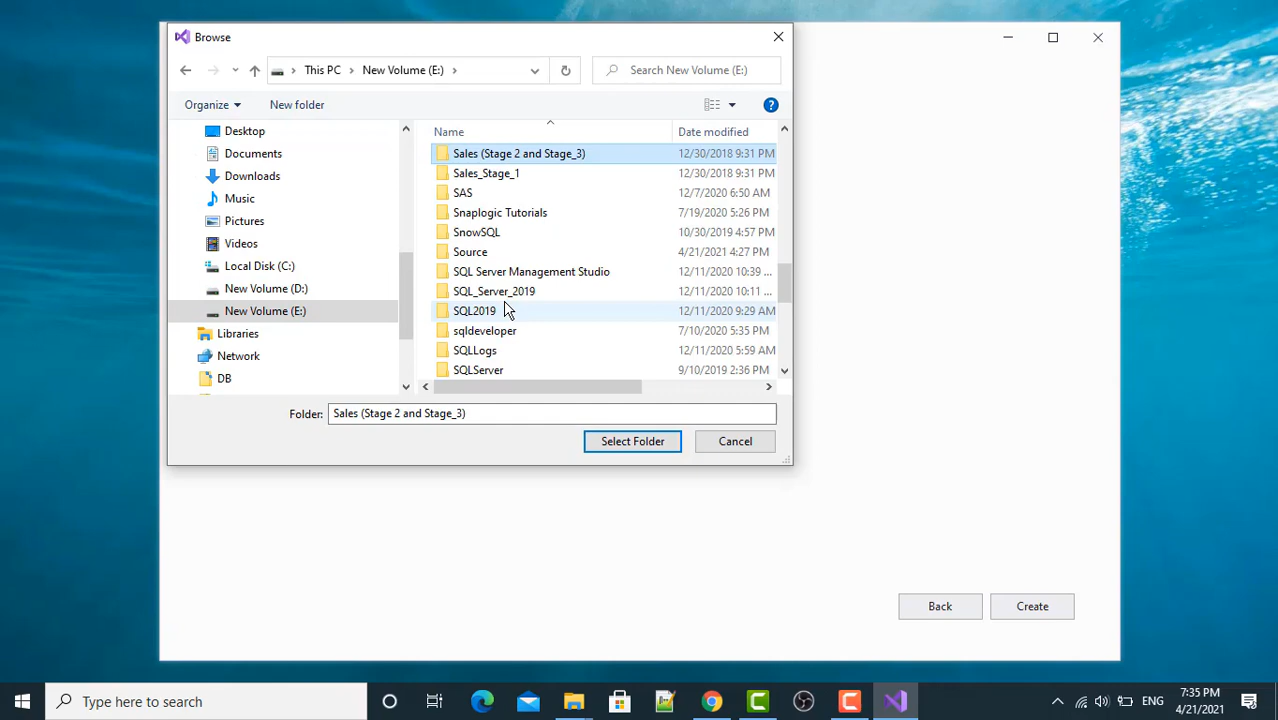 Browse
This PC New Volume (E:) Search New Volume (E:)
Organize New folder
Name Date modified
Desktop
Documents
Downloads
Music
Pictures
Videos
Local Disk (C:)
New Volume (D:)
New Volume (E:)
Libraries
Network
DB
Sales (Stage 2 and Stage_3) 12/30/2018 9:31 PM
Sales_Stage_1 12/30/2018 9:31 PM
SAS 12/7/2020 6:50 AM
Snaplogic Tutorials 7/19/2020 5:26 PM
SnowSQL 10/30/2019 4:57 PM
Source 4/21/2021 4:27 PM
SQL Server Management Studio 12/11/2020 10:39 ...
SQL_Server_2019 12/11/2020 10:11 ...
SQL2019 12/11/2020 9:29 AM
sqldeveloper 7/10/2020 5:35 PM
SQLLogs 12/11/2020 5:59 AM
SQLServer 9/10/2019 2:36 PM
Folder: Sales (Stage 2 and Stage_3)
Select Folder Cancel
Back Create
Type here to search
ENG
7:35 PM
4/21/2021